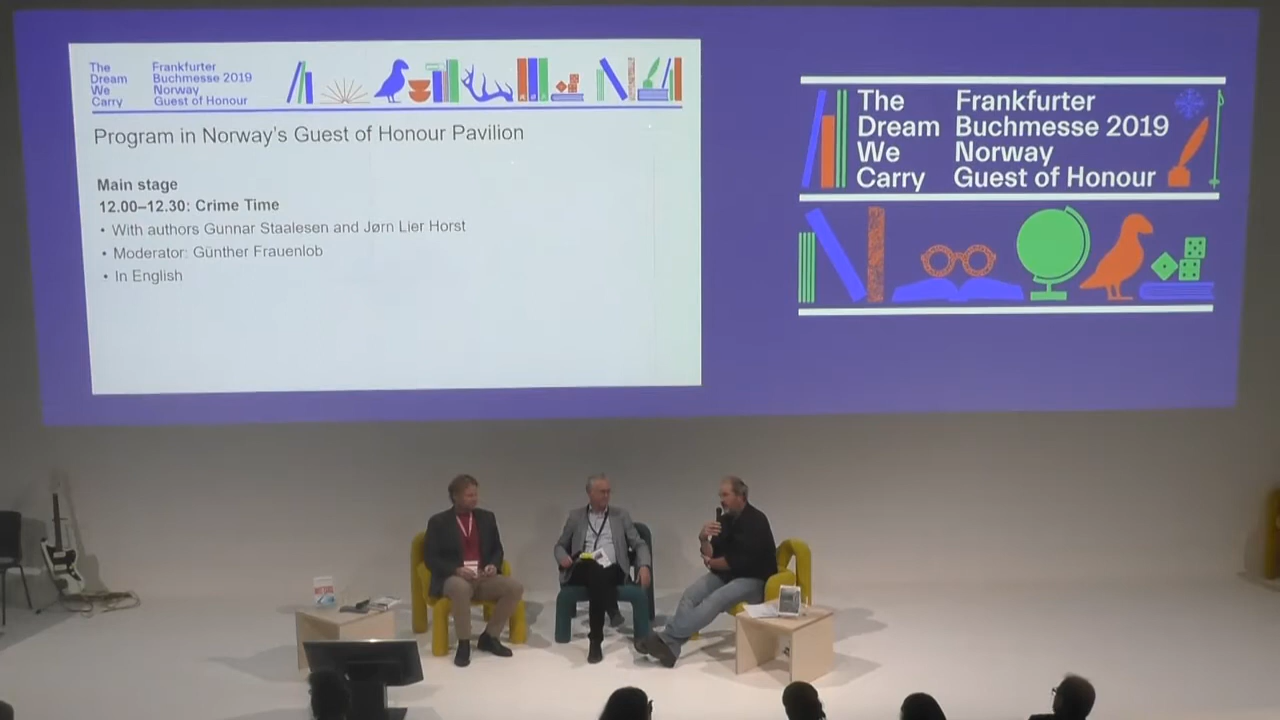 The
Dream
We
Carry
Frankfurter
Buchmesse 2019
Norway
Guest of Honour
Program in Norway's Guest of Honour Pavilion
Main stage
12.00–12.30: Crime Time
• With authors Gunnar Staalesen and Jørn Lier Horst
• Moderator: Günther Frauenlob
• In English
The
Dream
We
Carry
Frankfurter
Buchmesse 2019
Norway
Guest of Honour